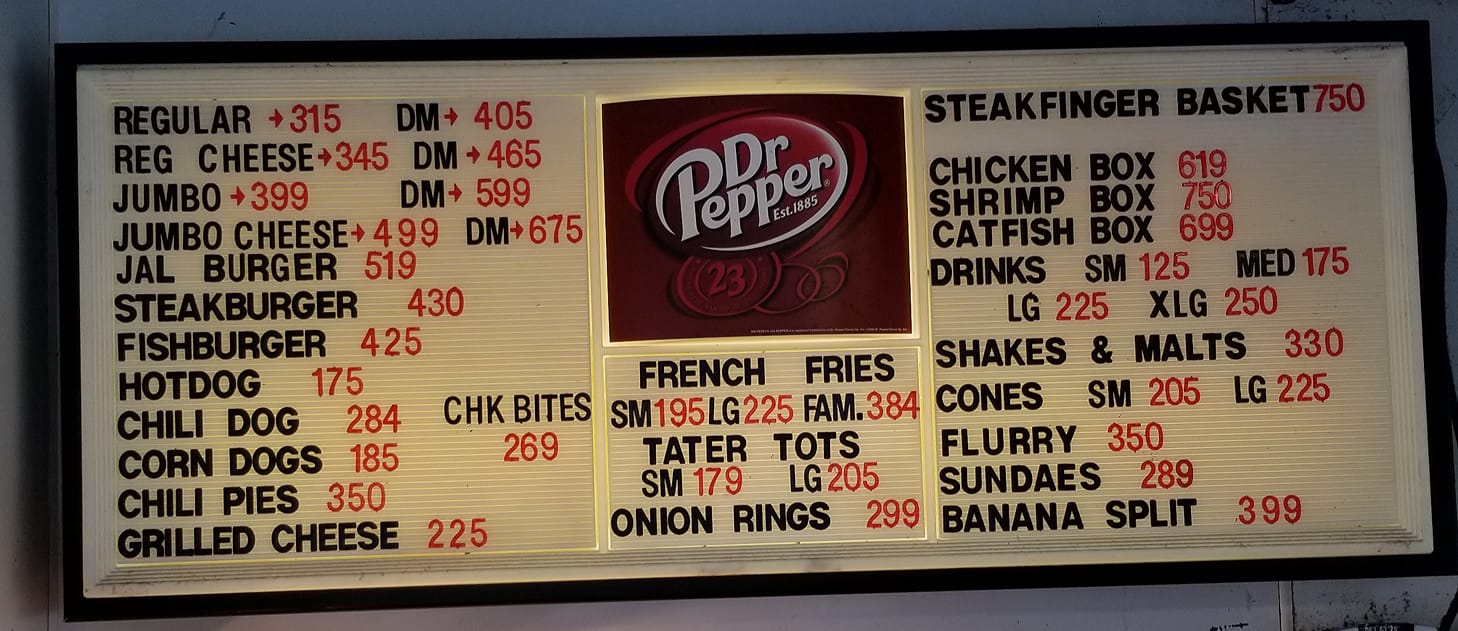 REGULAR →315 DM→ 405
REG CHEESE→345 DM→465
JUMBO→399 DM→ 599
JUMBO CHEESE→499 DM→675
JAL BURGER 519
STEAKBURGER 430
FISHBURGER 425
HOTDOG 175
CHILI DOG 284 CHK BITES
CORN DOGS 185 269
CHILI PIES 350
GRILLED CHEESE 225
Dr
Pepper®
Est.1885
23
FRENCH FRIES
SM195 LG225 FAM.384
TATER TOTS
SM 179 LG205
ONION RINGS 299
STEAKFINGER BASKET750
CHICKEN BOX 619
SHRIMP BOX 750
CATFISH BOX 699
DRINKS SM 125 MED 175
LG 225 XLG 250
SHAKES & MALTS 330
CONES SM 205 LG 225
FLURRY 350
SUNDAES 289
BANANA SPLIT 399